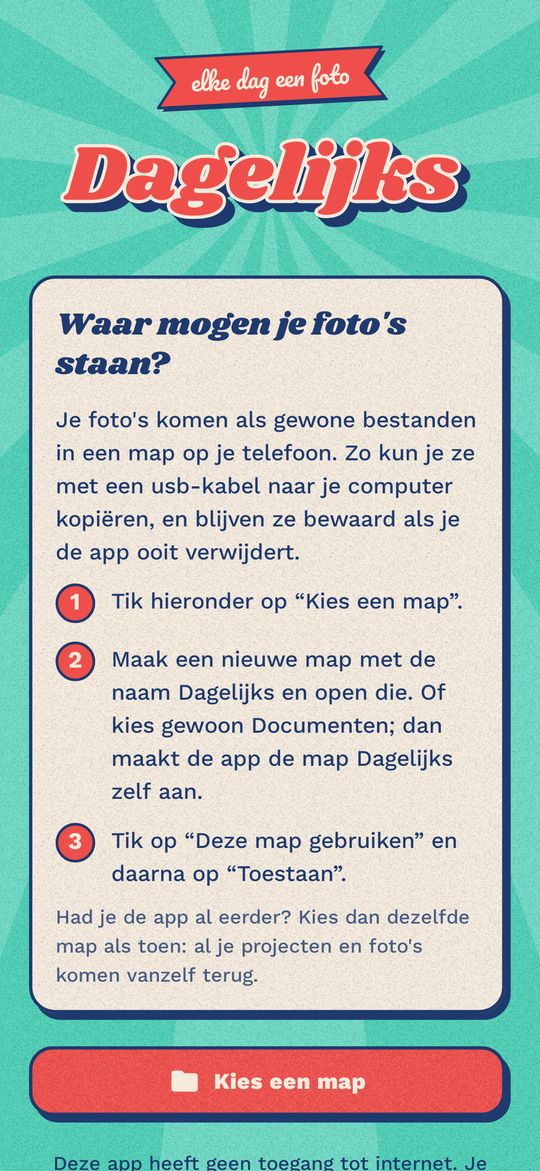 elke dag een foto
Dagelijks
Waar mogen je foto's
staan?
Je foto's komen als gewone bestanden
in een map op je telefoon. Zo kun je ze
met een usb-kabel naar je computer
kopiëren, en blijven ze bewaard als je
de app ooit verwijdert.
1 Tik hieronder op “Kies een map”.
2 Maak een nieuwe map met de
naam Dagelijks en open die. Of
kies gewoon Documenten; dan
maakt de app de map Dagelijks
zelf aan.
3 Tik op “Deze map gebruiken” en
daarna op “Toestaan”.
Had je de app al eerder? Kies dan dezelfde
map als toen: al je projecten en foto's
komen vanzelf terug.
Kies een map
Deze app heeft geen toegang tot internet. Je